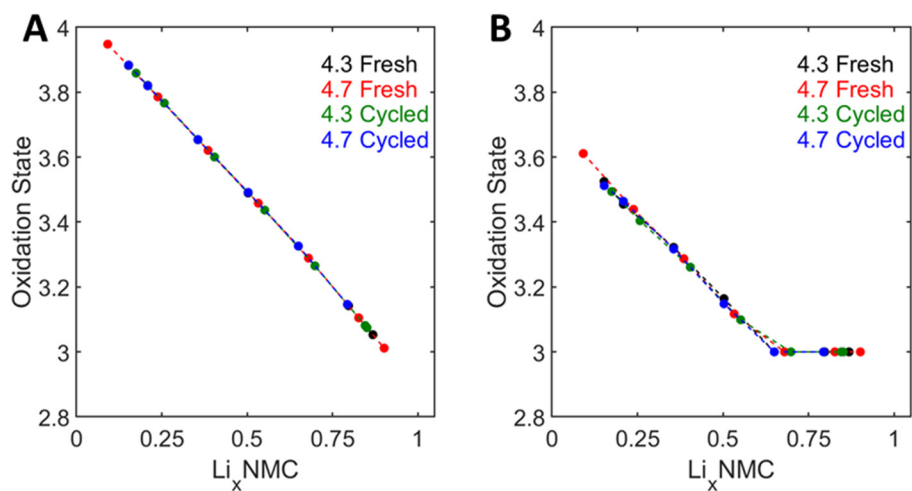 A
4
3.8
3.6
3.4
3.2
3
2.8
Oxidation State
4.3 Fresh
4.7 Fresh
4.3 Cycled
4.7 Cycled
0
0.25
0.5
0.75
1
LixNMC
B
4
3.8
3.6
3.4
3.2
3
2.8
Oxidation State
4.3 Fresh
4.7 Fresh
4.3 Cycled
4.7 Cycled
0
0.25
0.5
0.75
1
LixNMC